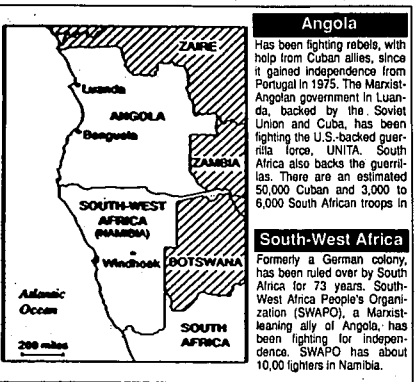 ZAIRE
Luanda
ANGOLA
Benguela
ZAMBIA
SOUTH-WEST
AFRICA
(NAMIBIA)
Windhoek
BOTSWANA
Atlantic
Ocean
SOUTH
AFRICA
200 miles
Angola
Has been fighting rebels, with
help from Cuban allies, since
it gained independence from
Portugal in 1975. The Marxist-
Angolan government in Luan-
da, backed by the Soviet
Union and Cuba, has been
fighting the U.S.-backed guer-
rilla force, UNITA. South
Africa also backs the guerril-
las. There are an estimated
50,000 Cuban and 3,000 to
6,000 South African troops in
South-West Africa
Formerly a German colony,
has been ruled over by South
Africa for 73 years. South-
West Africa People's Organi-
zation (SWAPO), a Marxist-
leaning ally of Angola, has
been fighting for indepen-
dence. SWAPO has about
10,00 fighters in Namibia.